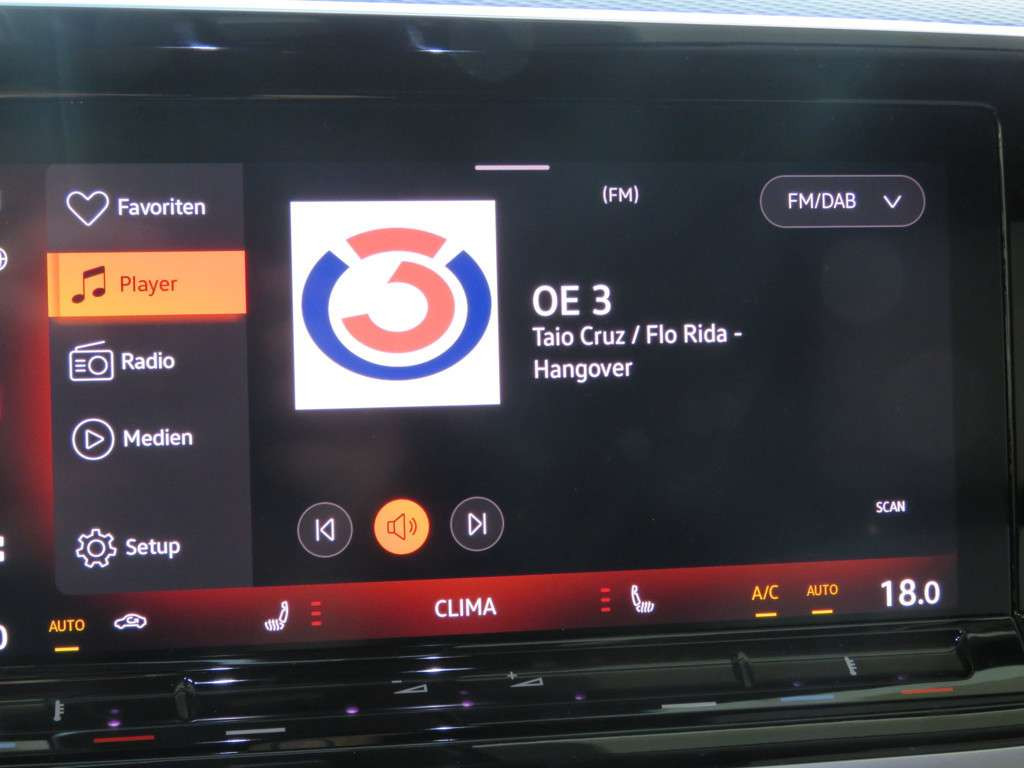 Favoriten
Player
Radio
Medien
Setup
(FM)
FM/DAB
3
OE 3
Taio Cruz / Flo Rida -
Hangover
SCAN
AUTO
CLIMA
A/C
AUTO
18.0